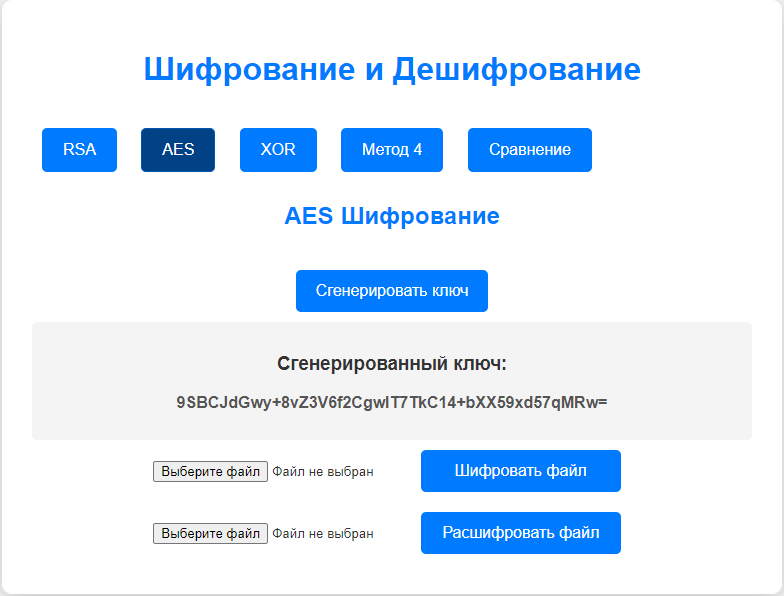 Шифрование и Дешифрование
RSA AES XOR Метод 4 Сравнение
AES Шифрование
Сгенерировать ключ
Сгенерированный ключ:
9SBCJdGwy+8vZ3V6f2CgwIT7TkC14+bXX59xd57qMRw=
Выберите файл Файл не выбран Шифровать файл
Выберите файл Файл не выбран Расшифровать файл